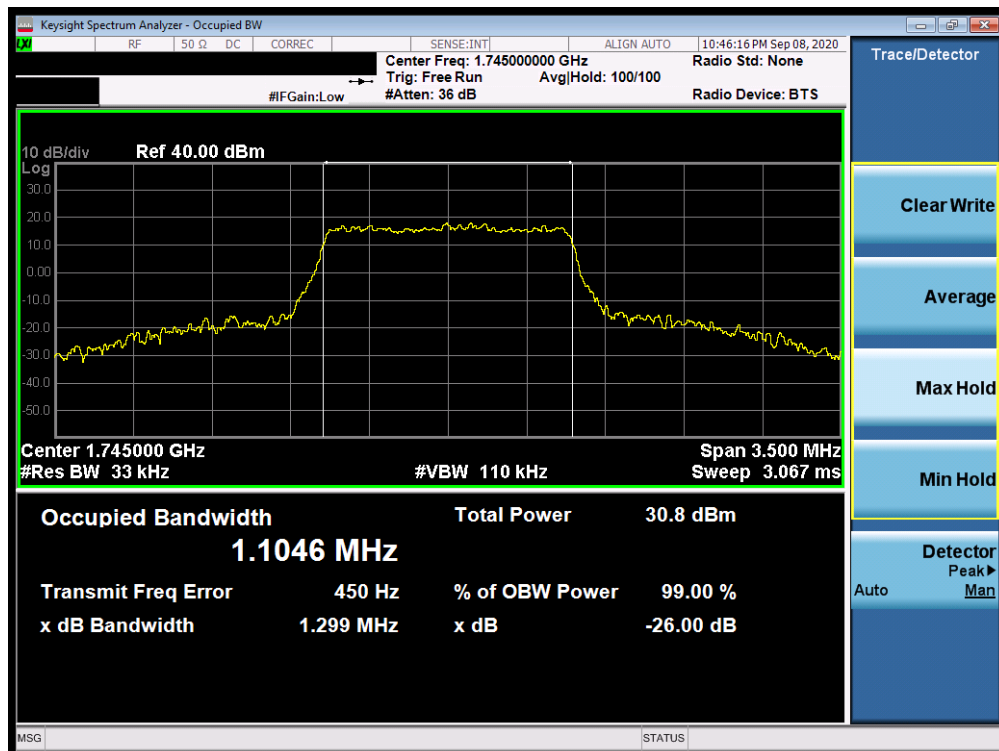 Keysight Spectrum Analyzer - Occupied BW
LXI RF 50 Ω DC CORREC SENSE:INT ALIGN AUTO 10:46:16 PM Sep 08, 2020
Center Freq: 1.745000000 GHz Radio Std: None
Trig: Free Run Avg|Hold: 100/100
#IFGain:Low #Atten: 36 dB Radio Device: BTS
10 dB/div Ref 40.00 dBm
Log
30.0
20.0
10.0
0.00
-10.0
-20.0
-30.0
-40.0
-50.0
Center 1.745000 GHz Span 3.500 MHz
#Res BW 33 kHz #VBW 110 kHz Sweep 3.067 ms
Occupied Bandwidth Total Power 30.8 dBm
1.1046 MHz
Transmit Freq Error 450 Hz % of OBW Power 99.00 %
x dB Bandwidth 1.299 MHz x dB -26.00 dB
Trace/Detector
Clear Write
Average
Max Hold
Min Hold
Detector
Peak▶
Auto Man
MSG STATUS